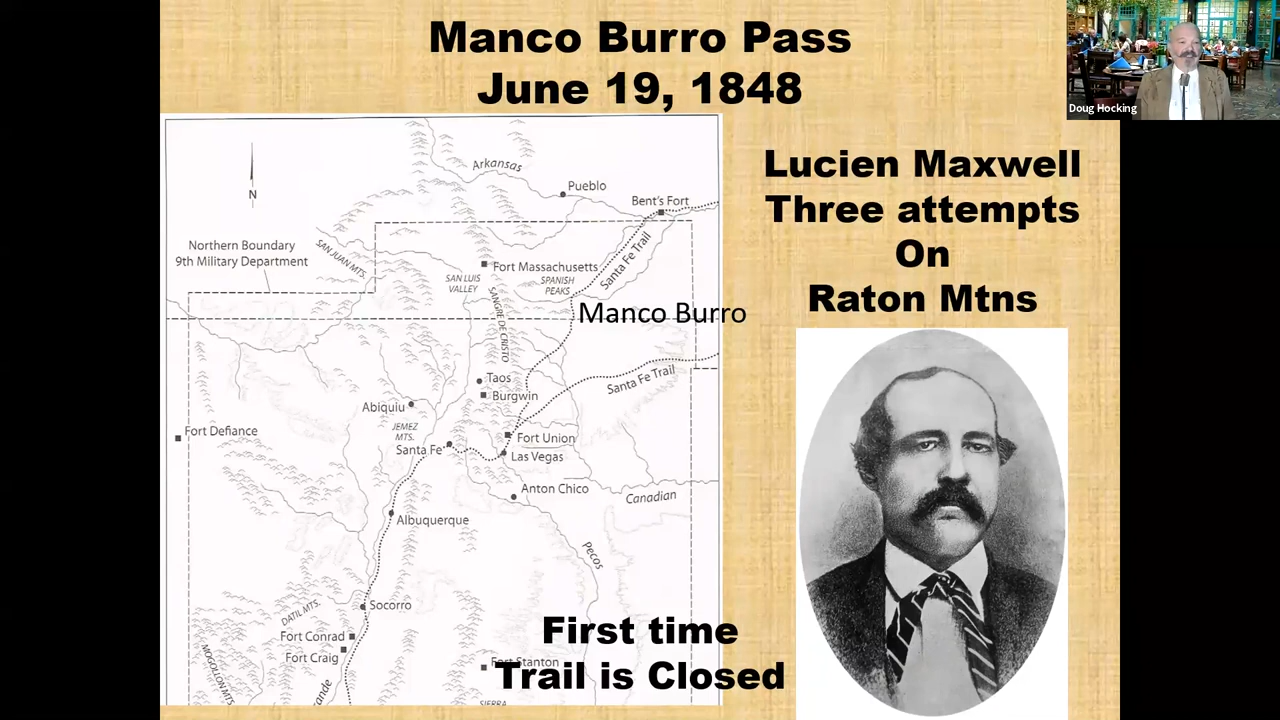 Manco Burro Pass
June 19, 1848
Doug Hocking
Lucien Maxwell
Three attempts
On
Raton Mtns
N
Arkansas
Pueblo
Bent's Fort
Northern Boundary
9th Military Department
SAN JUAN MTS.
Fort Massachusetts
SAN LUIS
VALLEY
SPANISH
PEAKS
Santa Fe Trail
SANGRE DE CRISTO
Manco Burro
Taos
Burgwin
Santa Fe Trail
Abiquiu
JEMEZ
MTS.
Fort Defiance
Santa Fe
Fort Union
Las Vegas
Anton Chico
Canadian
Albuquerque
Pecos
DATIL MTS.
Socorro
Fort Conrad
Fort Craig
MOGOLLON MTS.
ande
Fort Stanton
SIERRA
First time
Trail is Closed